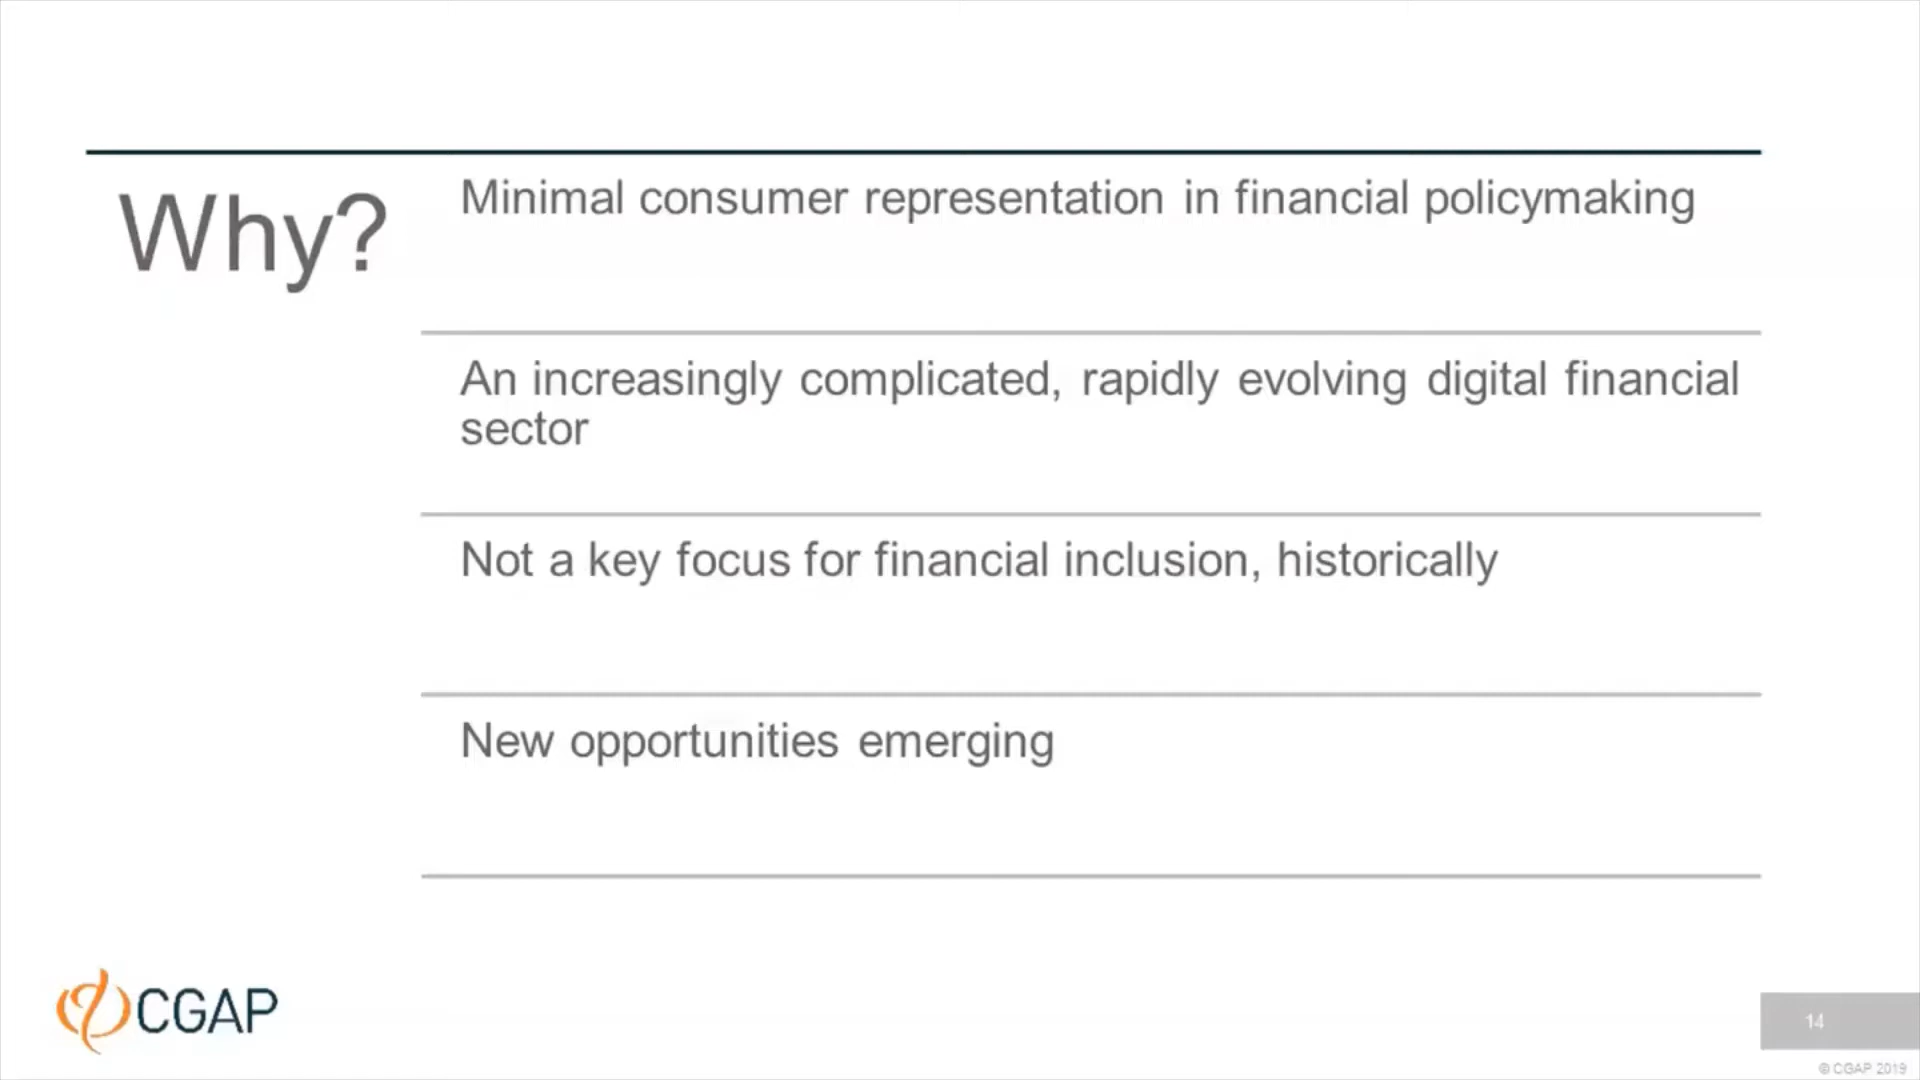 Why?
Minimal consumer representation in financial policymaking
An increasingly complicated, rapidly evolving digital financial
sector
Not a key focus for financial inclusion, historically
New opportunities emerging
CGAP
14
© CGAP 2019